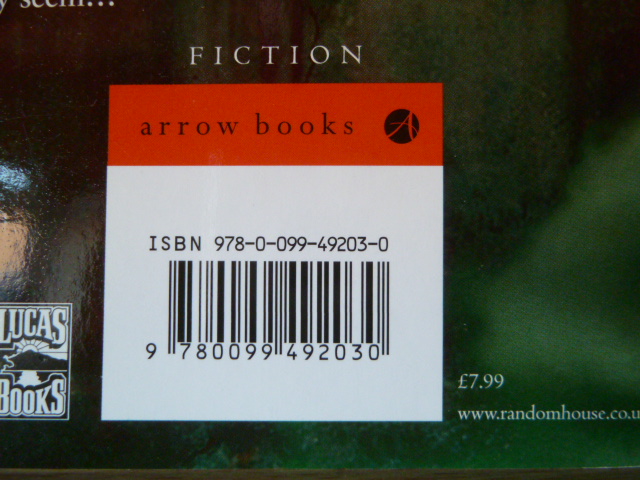 seem...
FICTION
arrow books
A
ISBN 978-0-099-49203-0
9 780099 492030
LUCAS
BOOKS
£7.99
www.randomhouse.co.u